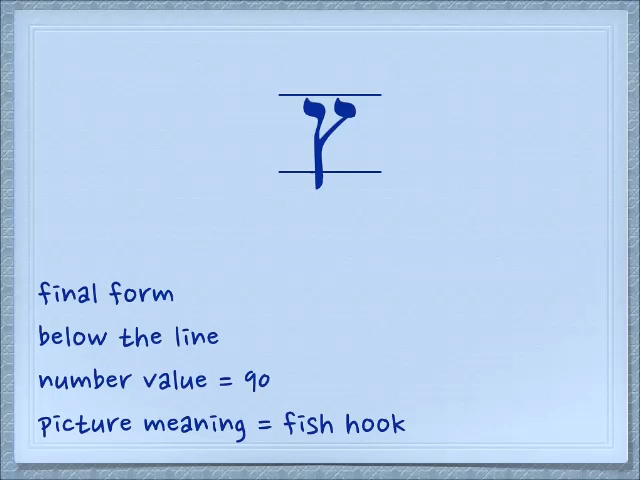 ץ
final form
below the line
number value = 90
picture meaning = fish hook